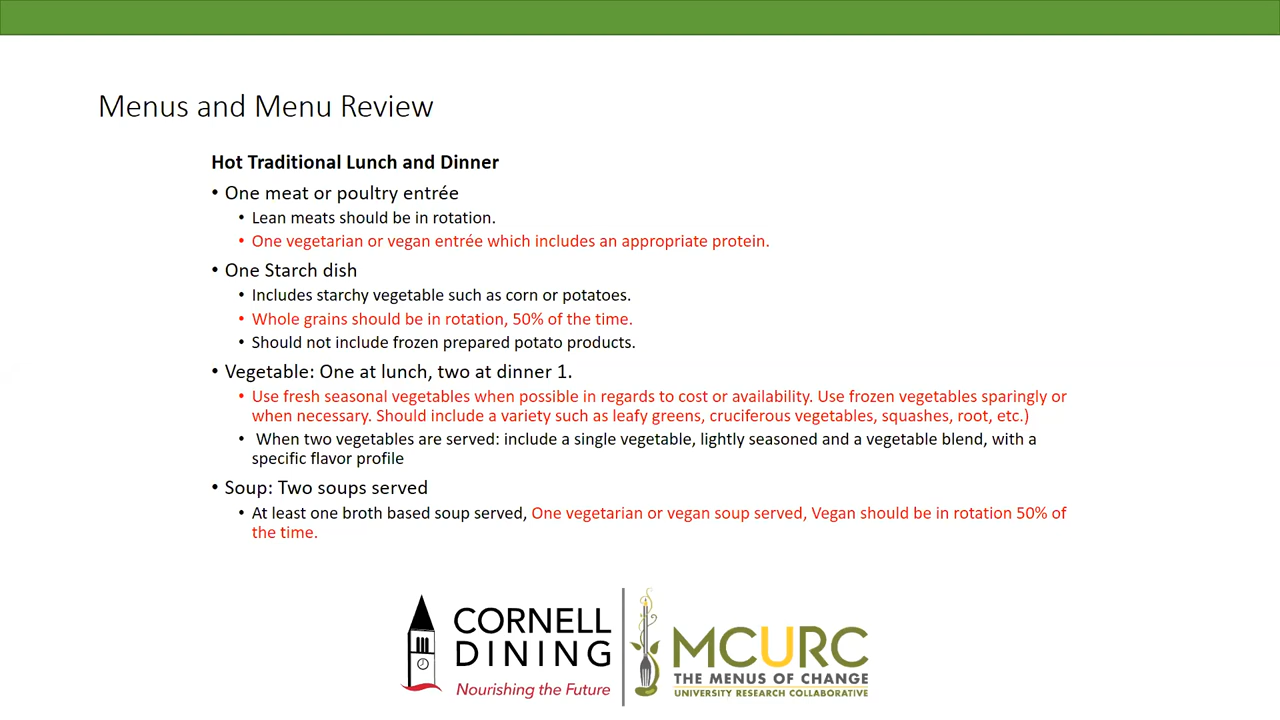 Menus and Menu Review
Hot Traditional Lunch and Dinner
• One meat or poultry entrée
• Lean meats should be in rotation.
• One vegetarian or vegan entrée which includes an appropriate protein.
• One Starch dish
• Includes starchy vegetable such as corn or potatoes.
• Whole grains should be in rotation, 50% of the time.
• Should not include frozen prepared potato products.
• Vegetable: One at lunch, two at dinner 1.
• Use fresh seasonal vegetables when possible in regards to cost or availability. Use frozen vegetables sparingly or
when necessary. Should include a variety such as leafy greens, cruciferous vegetables, squashes, root, etc.)
• When two vegetables are served: include a single vegetable, lightly seasoned and a vegetable blend, with a
specific flavor profile
• Soup: Two soups served
• At least one broth based soup served, One vegetarian or vegan soup served, Vegan should be in rotation 50% of
the time.
CORNELL
DINING
Nourishing the Future
MCURC
THE MENUS OF CHANGE
UNIVERSITY RESEARCH COLLABORATIVE